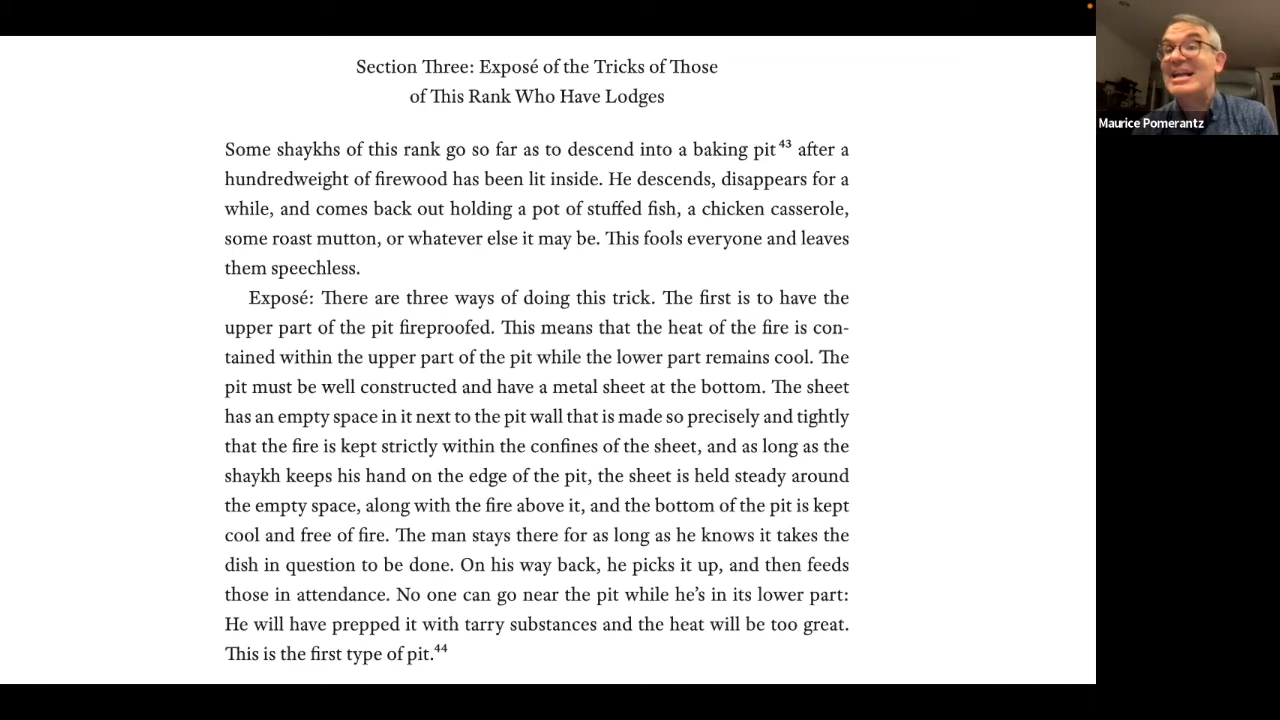 Section Three: Exposé of the Tricks of Those
of This Rank Who Have Lodges
Some shaykhs of this rank go so far as to descend into a baking pit⁴³ after a
hundredweight of firewood has been lit inside. He descends, disappears for a
while, and comes back out holding a pot of stuffed fish, a chicken casserole,
some roast mutton, or whatever else it may be. This fools everyone and leaves
them speechless.
Exposé: There are three ways of doing this trick. The first is to have the
upper part of the pit fireproofed. This means that the heat of the fire is con-
tained within the upper part of the pit while the lower part remains cool. The
pit must be well constructed and have a metal sheet at the bottom. The sheet
has an empty space in it next to the pit wall that is made so precisely and tightly
that the fire is kept strictly within the confines of the sheet, and as long as the
shaykh keeps his hand on the edge of the pit, the sheet is held steady around
the empty space, along with the fire above it, and the bottom of the pit is kept
cool and free of fire. The man stays there for as long as he knows it takes the
dish in question to be done. On his way back, he picks it up, and then feeds
those in attendance. No one can go near the pit while he’s in its lower part:
He will have prepped it with tarry substances and the heat will be too great.
This is the first type of pit.⁴⁴
Maurice Pomerantz